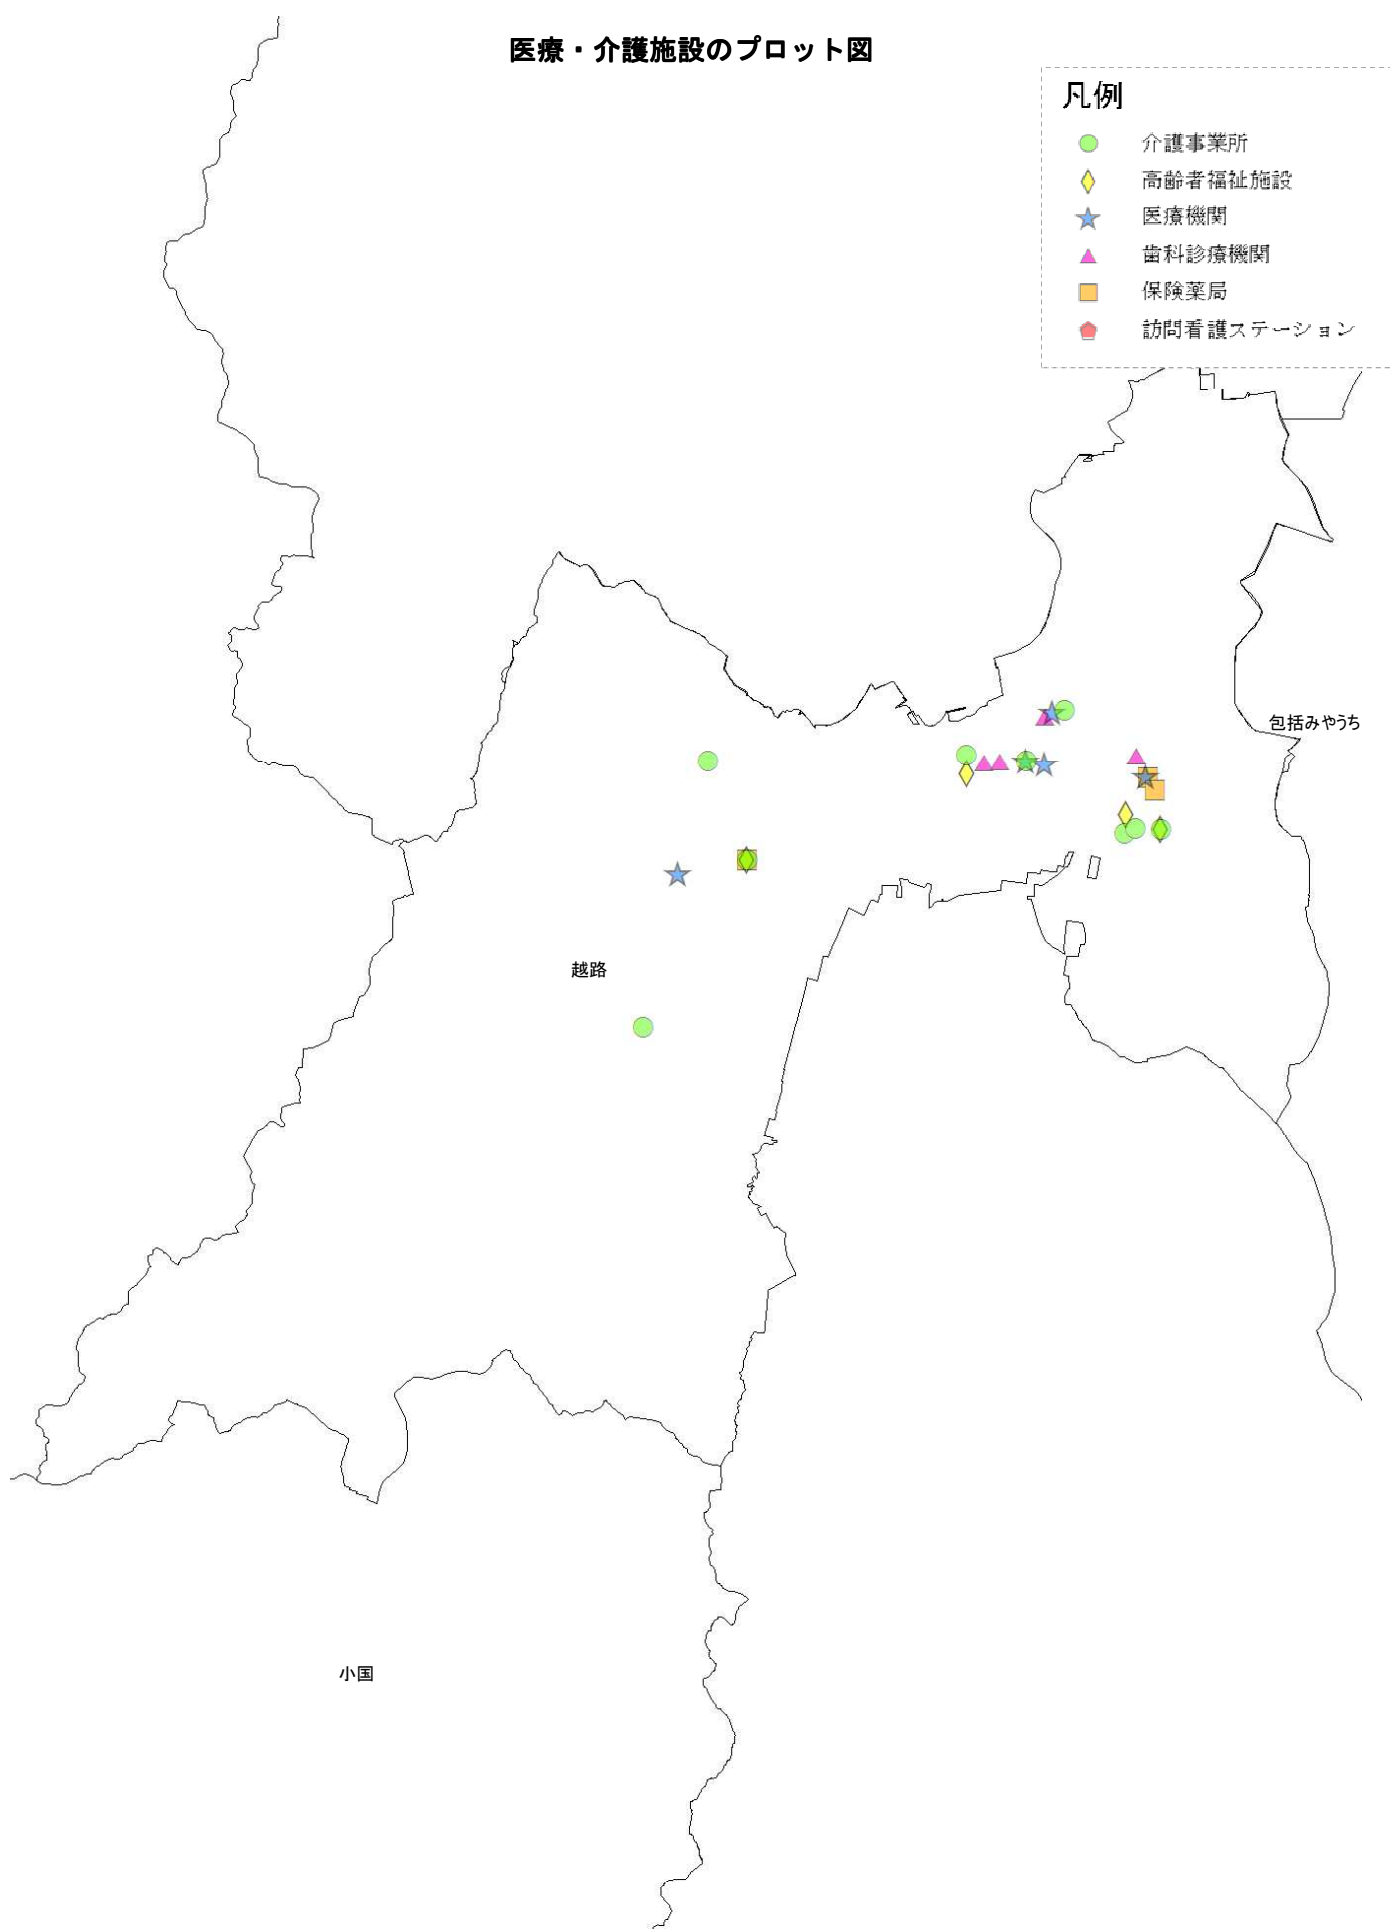 医療・介護施設のプロット図
凡例
介護事業所
高齢者福祉施設
医療機関
歯科診療機関
保険薬局
訪問看護ステーション
包括みやうち
越路
小国